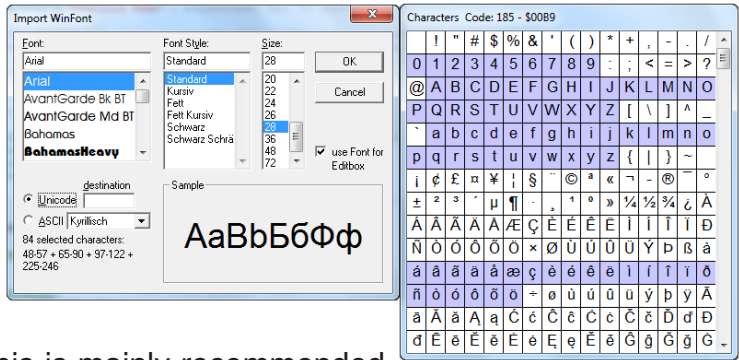 Import WinFont
Font:
Arial
Arial
AvantGarde Bk BT
AvantGarde Md BT
Bahamas
BahamasHeavy
Font Style:
Standard
Standard
Kursiv
Fett
Fett Kursiv
Schwarz
Schwarz Schrä
Size:
28
20
22
24
26
28
36
48
72
OK
Cancel
use Font for
Editbox
destination
Unicode
ASCII Kyrillisch
84 selected characters:
48-57 + 65-90 + 97-122 +
225-246
Sample
AaBbБбФф
Characters Code: 185 - $00B9
! " # $ % & ' ( ) * + , - . /
0 1 2 3 4 5 6 7 8 9 : ; < = > ?
@ A B C D E F G H I J K L M N O
P Q R S T U V W X Y Z [ \ ] ^ _
` a b c d e f g h i j k l m n o
p q r s t u v w x y z { | } ~
¡ ¢ £ ¤ ¥ ¦ § ¨ © ª « ¬ - ® ¯ °
± ² ³ ´ µ ¶ · ¸ ¹ º » ¼ ½ ¾ ¿ À
Á Â Ã Ä Å Æ Ç È É Ê Ë Ì Í Î Ï Ð
Ñ Ò Ó Ô Õ Ö × Ø Ù Ú Û Ü Ý Þ ß à
á â ã ä å æ ç è é ê ë ì í î ï ð
ñ ò ó ô õ ö ÷ ø ù ú û ü ý þ ÿ Ā
ā Ă ă Ą ą Ć ć Ĉ ĉ Ċ ċ Č č Ď ď Đ
đ Ē ē Ĕ ĕ Ė ė Ę ę Ě ě Ĝ ĝ Ğ ğ Ġ
is mainly recommended